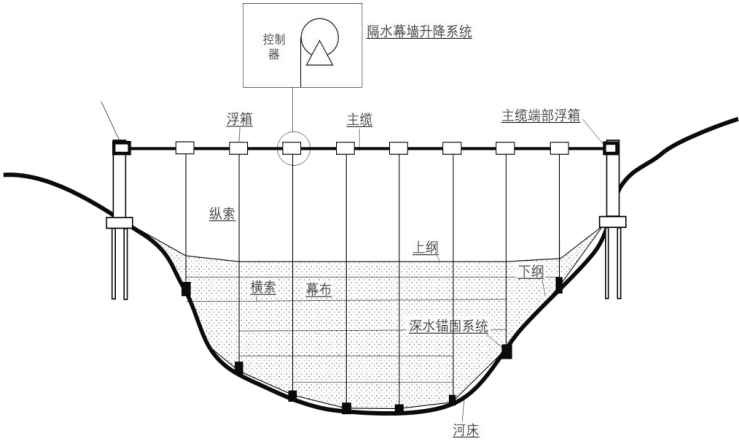 控制
器
隔水幕墙升降系统
浮箱
主缆
主缆端部浮箱
纵索
上纲
下纲
横索
幕布
深水锚固系统
河床